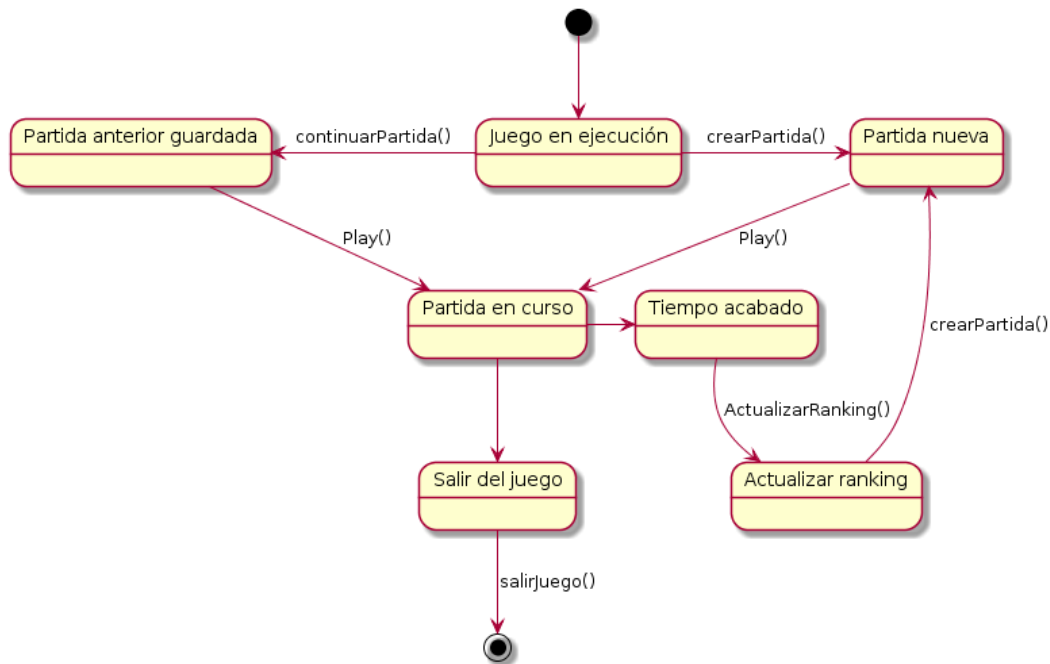 continuarPartida()
crearPartida()
Partida anterior guardada
Juego en ejecución
Partida nueva
Play()
Play()
Partida en curso
Tiempo acabado
crearPartida()
ActualizarRanking()
Salir del juego
Actualizar ranking
salirJuego()